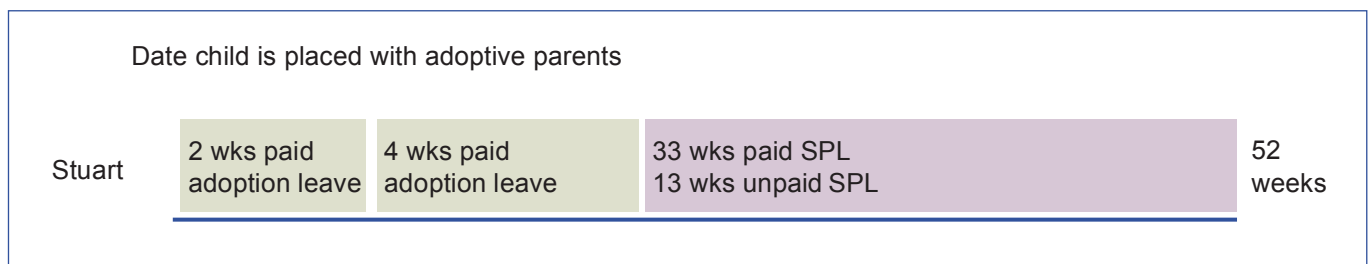 Date child is placed with adoptive parents
Stuart
2 wks paid
adoption leave
4 wks paid
adoption leave
33 wks paid SPL
13 wks unpaid SPL
52
weeks